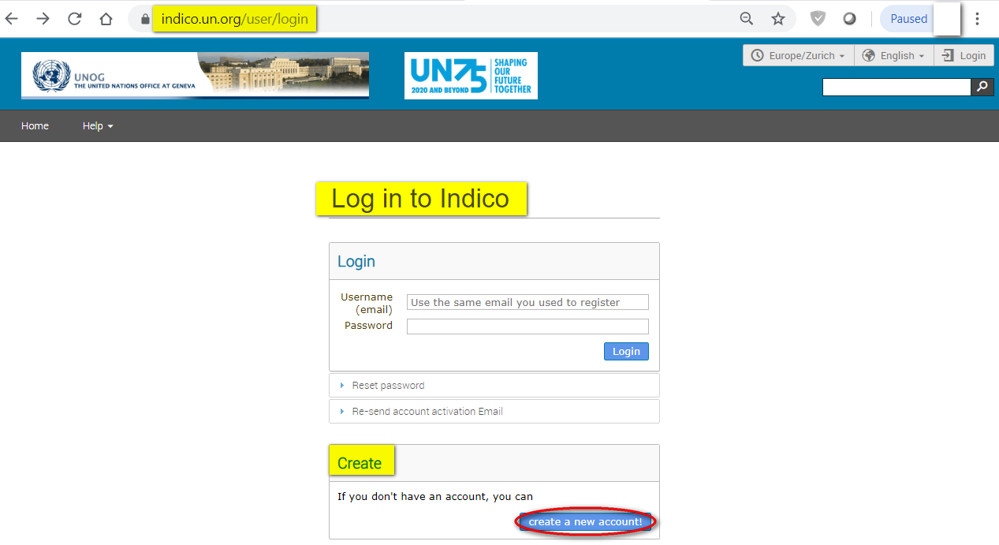 indico.un.org/user/login
Paused
UNOG
THE UNITED NATIONS OFFICE AT GENEVA
UN75
2020 AND BEYOND
SHAPING
OUR
FUTURE
TOGETHER
Europe/Zurich
English
Login
Home
Help
Log in to Indico
Login
Username
(email)
Use the same email you used to register
Password
Login
Reset password
Re-send account activation Email
Create
If you don't have an account, you can
create a new account!